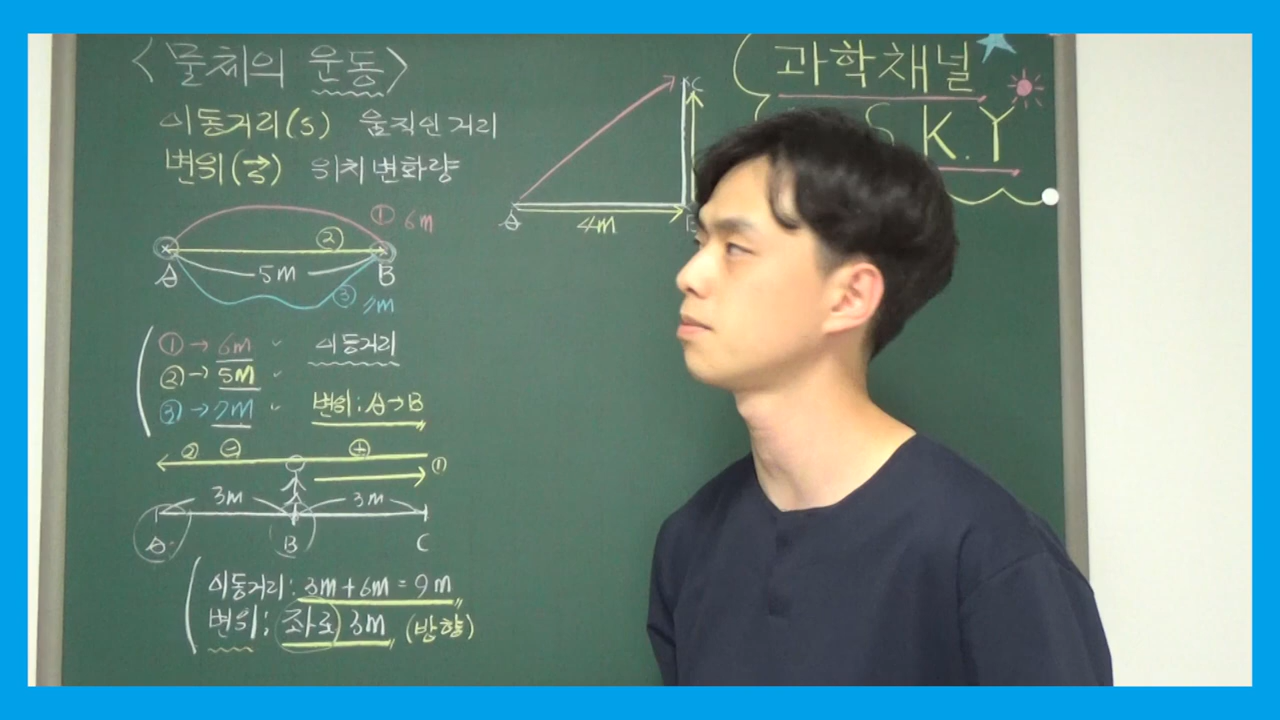 <물체의 운동>
이동거리(s) 움직인 거리
변위(s) 위치 변화량
① 6m
②
A 5m B
③ 7m
① → 6m 이동거리
② → 5m
③ → 7m 변위: A→B
② ⊖ ⊕ ①
3m 3m
A B C
이동거리: 3m+6m = 9m
변위: 좌로 3m (방향)
C
A 4m B
과학채널
S K.Y